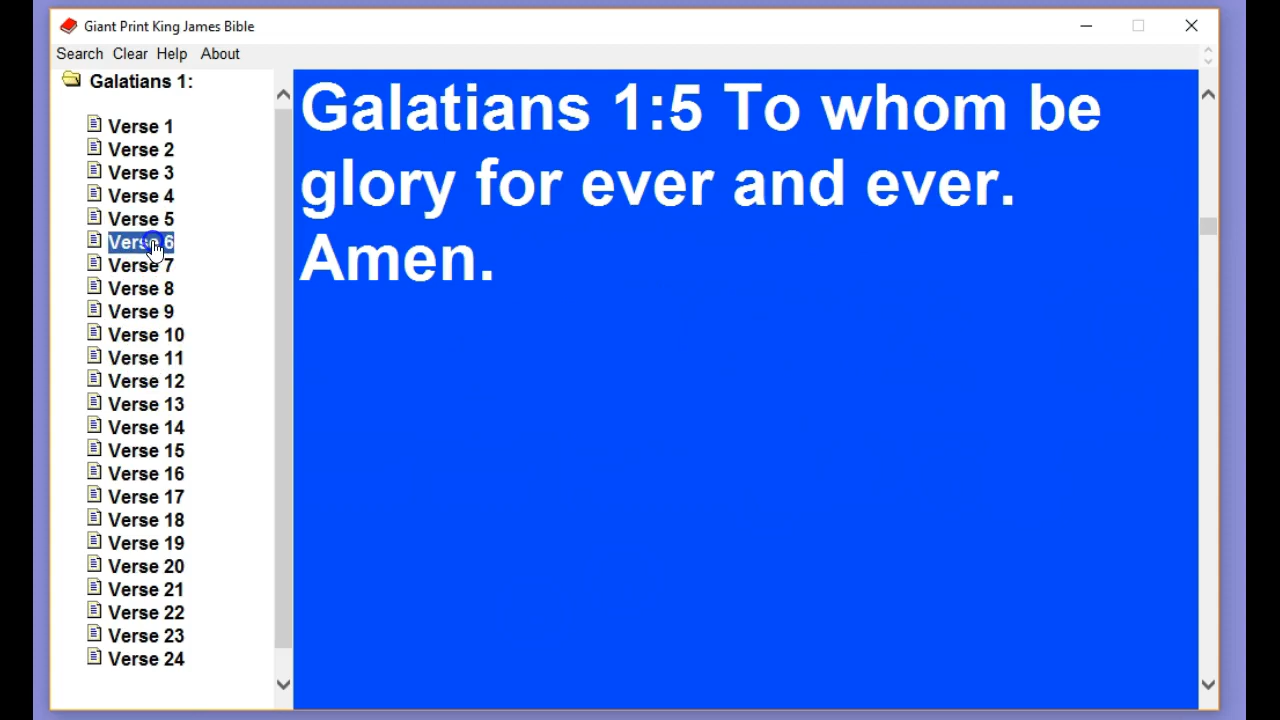 Giant Print King James Bible
Search Clear Help About
Galatians 1:
Verse 1
Verse 2
Verse 3
Verse 4
Verse 5
Verse 6
Verse 7
Verse 8
Verse 9
Verse 10
Verse 11
Verse 12
Verse 13
Verse 14
Verse 15
Verse 16
Verse 17
Verse 18
Verse 19
Verse 20
Verse 21
Verse 22
Verse 23
Verse 24
Galatians 1:5 To whom be
glory for ever and ever.
Amen.